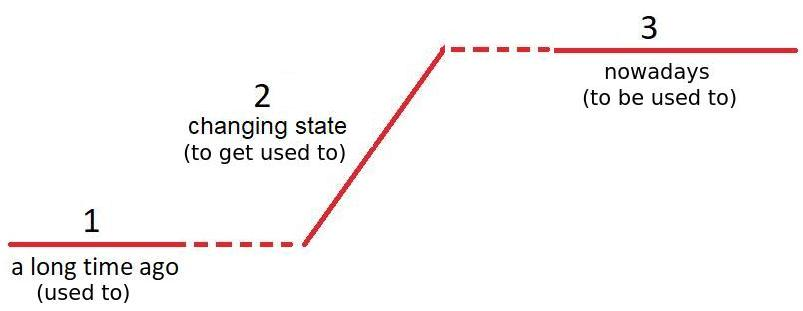 1
a long time ago
(used to)
2
changing state
(to get used to)
3
nowadays
(to be used to)